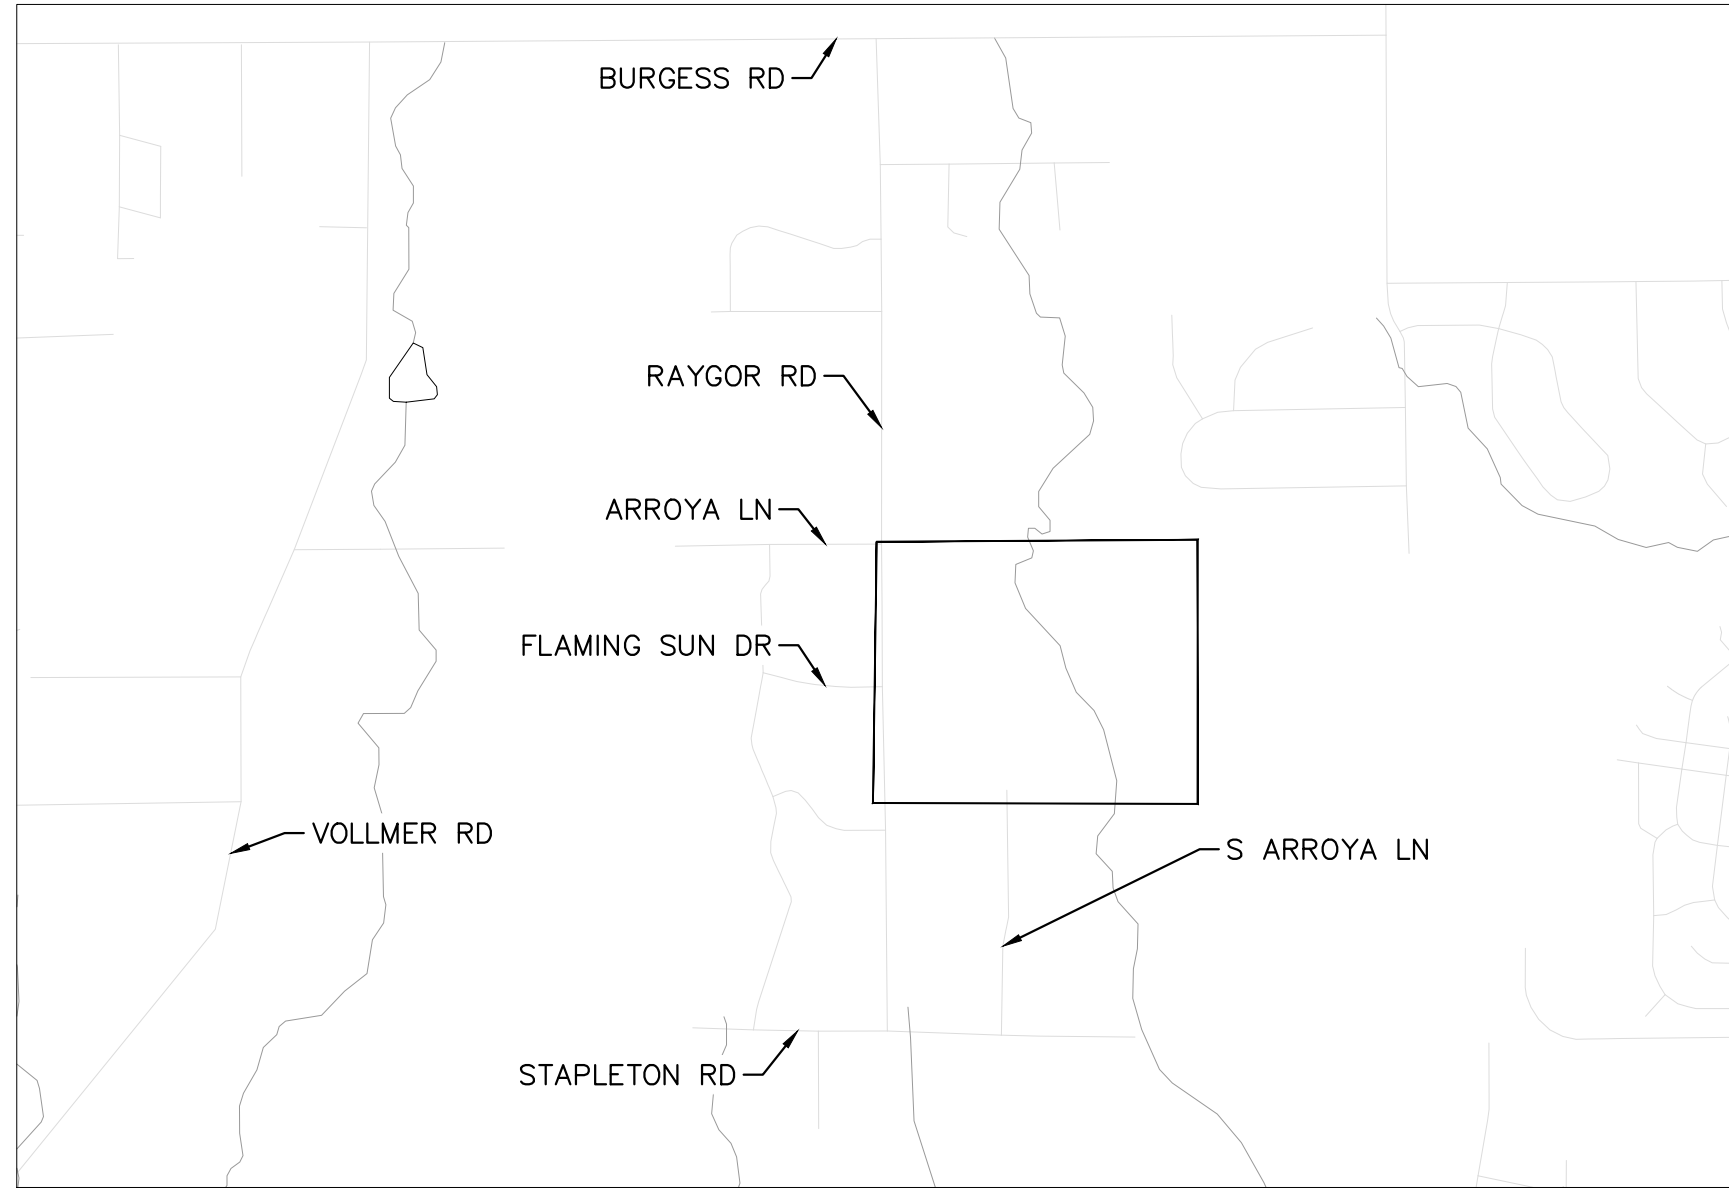 BURGESS RD
RAYGOR RD
ARROYA LN
FLAMING SUN DR
VOLLMER RD
S ARROYA LN
STAPLETON RD